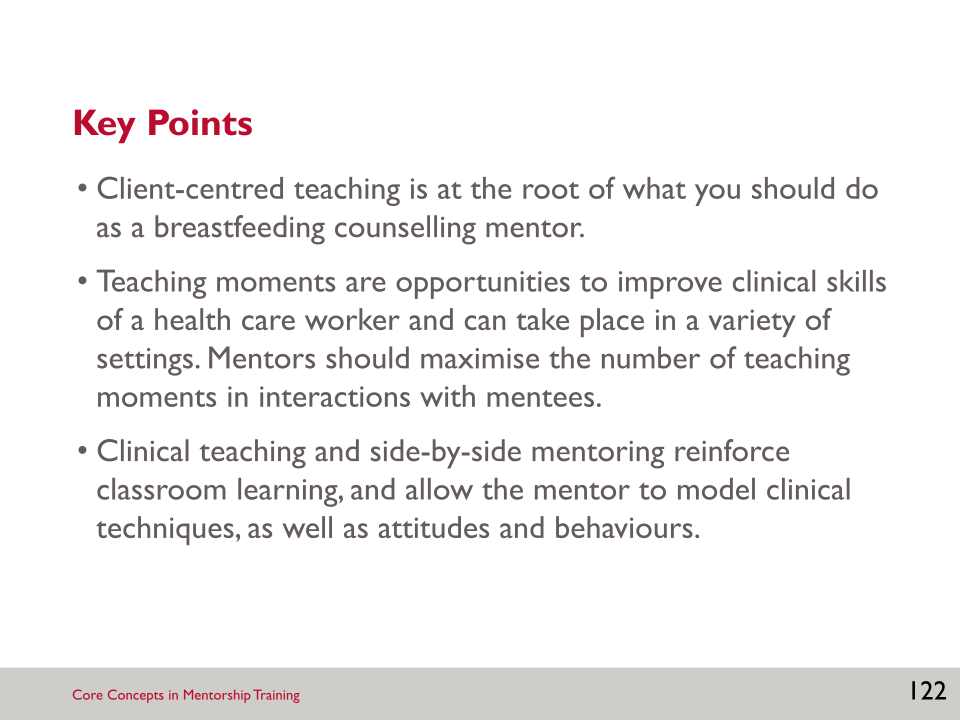 Key Points
• Client-centred teaching is at the root of what you should do
as a breastfeeding counselling mentor.
• Teaching moments are opportunities to improve clinical skills
of a health care worker and can take place in a variety of
settings. Mentors should maximise the number of teaching
moments in interactions with mentees.
• Clinical teaching and side-by-side mentoring reinforce
classroom learning, and allow the mentor to model clinical
techniques, as well as attitudes and behaviours.
Core Concepts in Mentorship Training
122